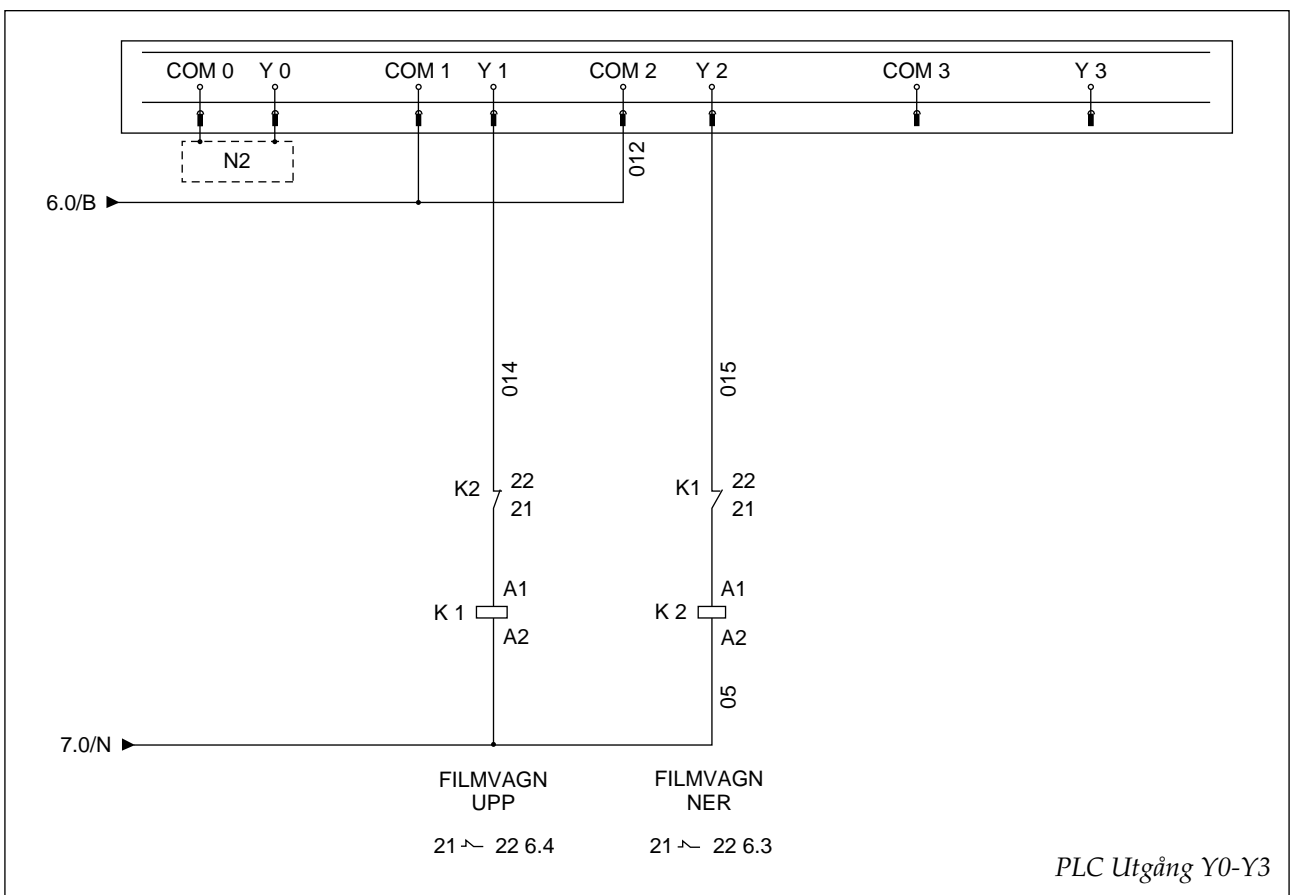 COM 0 Y 0 COM 1 Y 1 COM 2 Y 2 COM 3 Y 3
N2
012
6.0/B
014
015
K2 22
21
K1 22
21
K 1 A1
A2
K 2 A1
A2
05
7.0/N
FILMVAGN
UPP
FILMVAGN
NER
21 22 6.4
21 22 6.3
PLC Utgång Y0-Y3